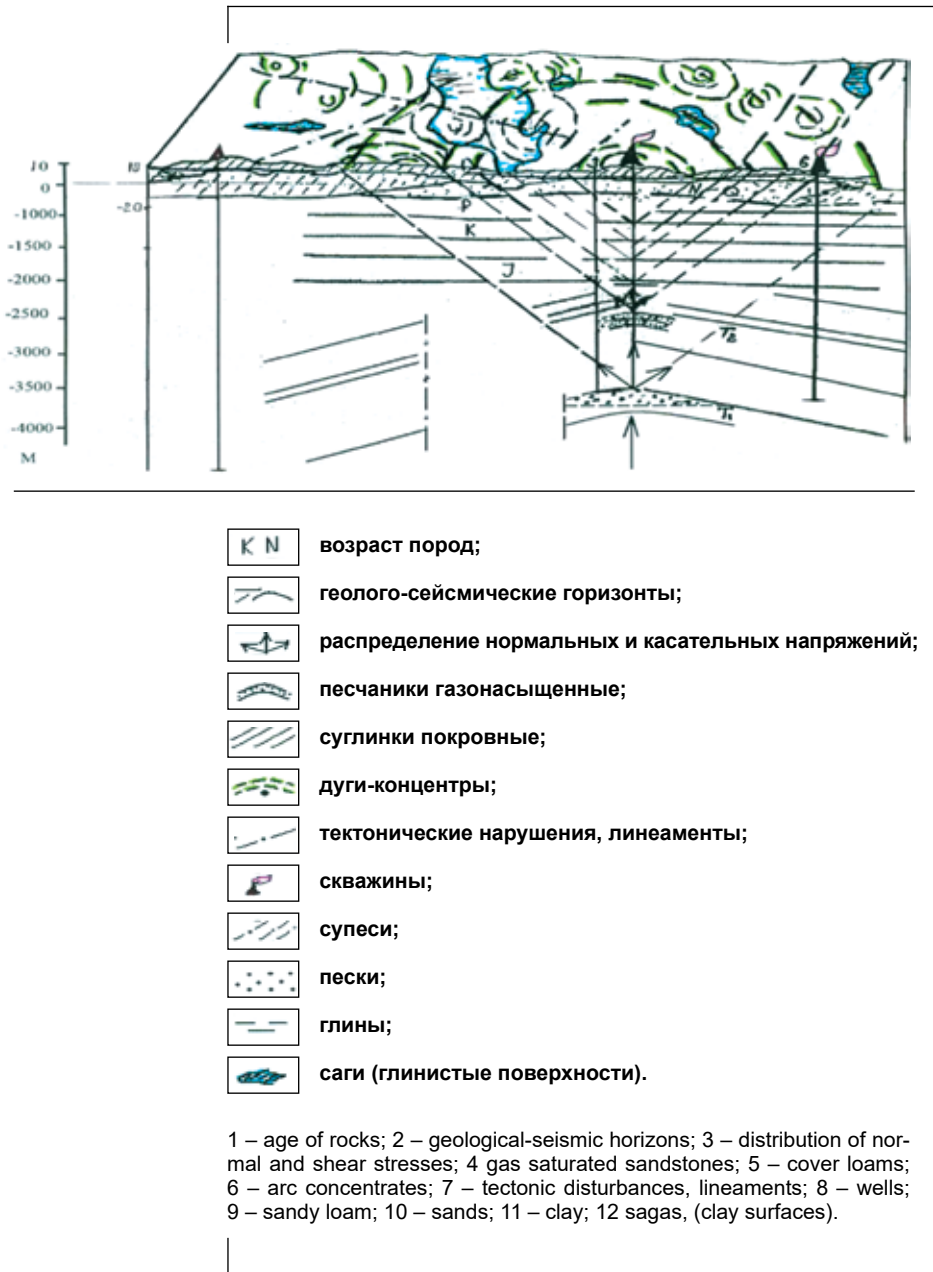 10
0
-1000
-1500
-2000
-2500
-3000
-3500
-4000
М
-20
P
K
J
N
Q
6
T₂
T₁
K N
возраст пород;
геолого-сейсмические горизонты;
распределение нормальных и касательных напряжений;
песчаники газонасыщенные;
суглинки покровные;
дуги-концентры;
тектонические нарушения, линеаменты;
скважины;
супеси;
пески;
глины;
саги (глинистые поверхности).
1 – age of rocks; 2 – geological-seismic horizons; 3 – distribution of nor-
mal and shear stresses; 4 gas saturated sandstones; 5 – cover loams;
6 – arc concentrates; 7 – tectonic disturbances, lineaments; 8 – wells;
9 – sandy loam; 10 – sands; 11 – clay; 12 sagas, (clay surfaces).